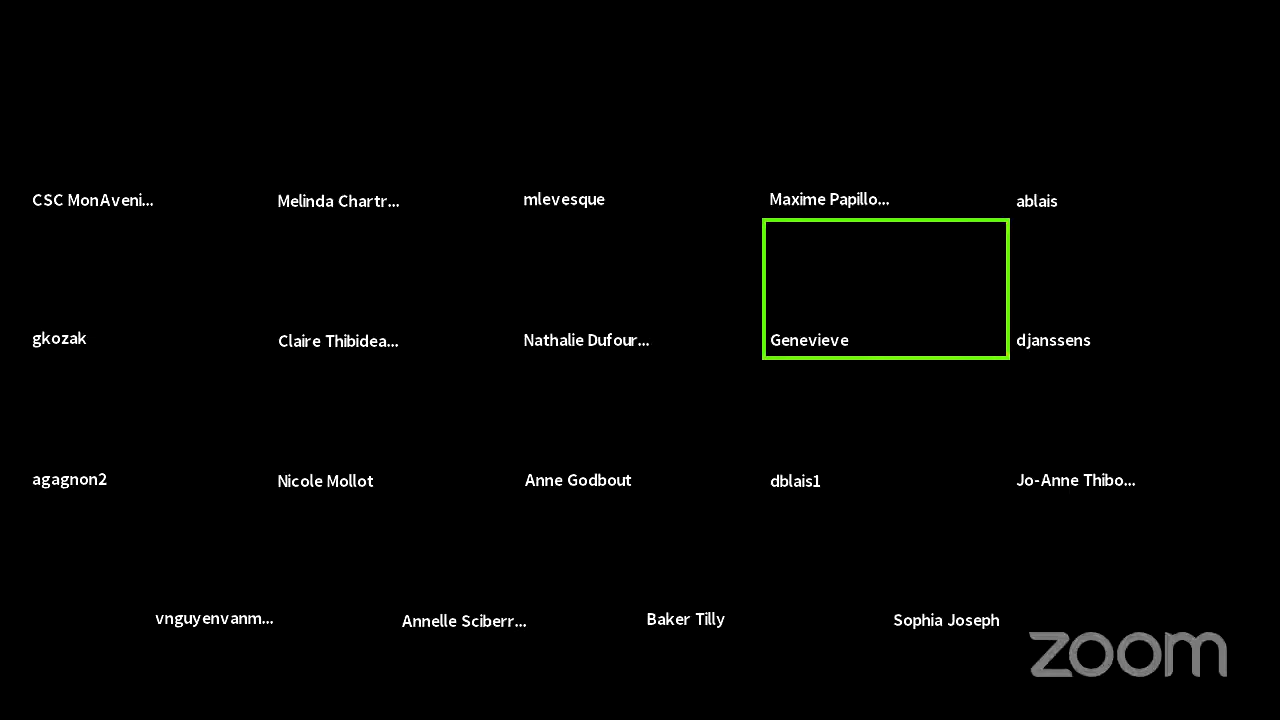 CSC MonAveni...
Melinda Chartr...
mlevesque
Maxime Papillo...
ablais
gkozak
Claire Thibidea...
Nathalie Dufour...
Genevieve
djanssens
agagnon2
Nicole Mollot
Anne Godbout
dblais1
Jo-Anne Thibo...
vnguyenvanm...
Annelle Sciberr...
Baker Tilly
Sophia Joseph
zoom